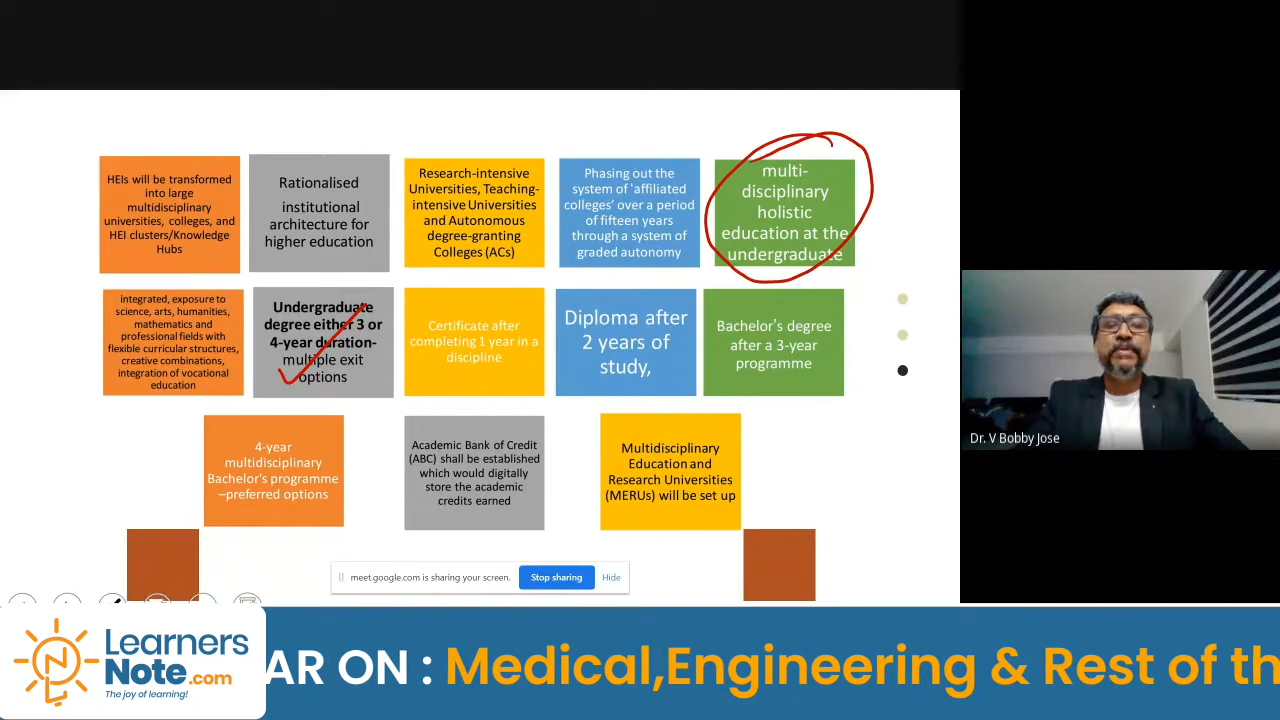 HEIs will be transformed
into large
multidisciplinary
universities, colleges, and
HEI clusters/Knowledge
Hubs
Rationalised
institutional
architecture for
higher education
Research-intensive
Universities, Teaching-
intensive Universities
and Autonomous
degree-granting
Colleges (ACs)
Phasing out the
system of 'affiliated
colleges' over a period
of fifteen years
through a system of
graded autonomy
multi-
disciplinary
holistic
education at the
undergraduate
integrated, exposure to
science, arts, humanities,
mathematics and
professional fields with
flexible curricular structures,
creative combinations,
integration of vocational
education
Undergraduate
degree either 3 or
4-year duration-
multiple exit
options
Certificate after
completing 1 year in a
discipline
Diploma after
2 years of
study,
Bachelor's degree
after a 3-year
programme
4-year
multidisciplinary
Bachelor's programme
–preferred options
Academic Bank of Credit
(ABC) shall be established
which would digitally
store the academic
credits earned
Multidisciplinary
Education and
Research Universities
(MERUs) will be set up
Dr. V Bobby Jose
meet.google.com is sharing your screen.
Stop sharing
Hide
Learners
Note.com
The joy of learning!
AR ON : Medical,Engineering & Rest of th